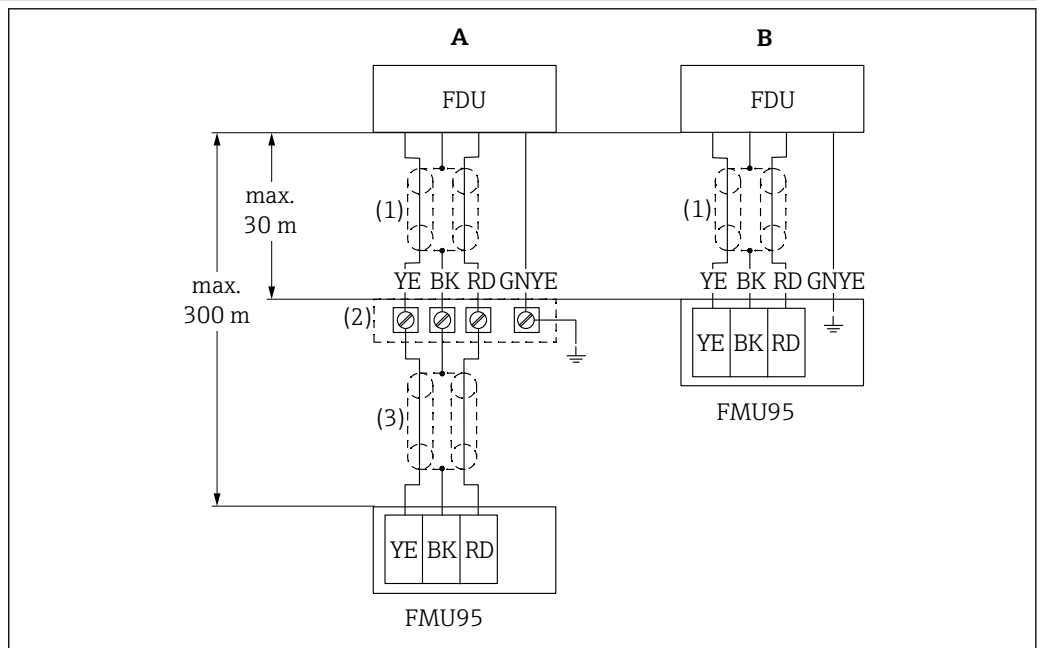 A B
FDU FDU
max.
30 m
max.
300 m
(1) (1)
YE BK RD GNYE YE BK RD GNYE
(2)
YE BK RD
FMU95
(3)
YE BK RD
FMU95